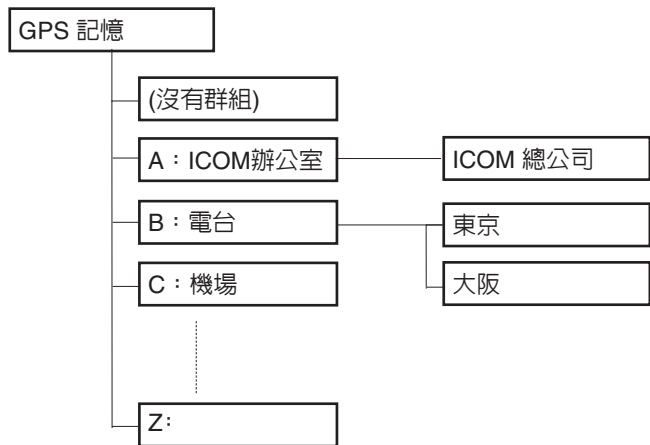 GPS 記憶
(沒有群組)
A：ICOM辦公室
ICOM 總公司
B：電台
東京
大阪
C：機場
Z: